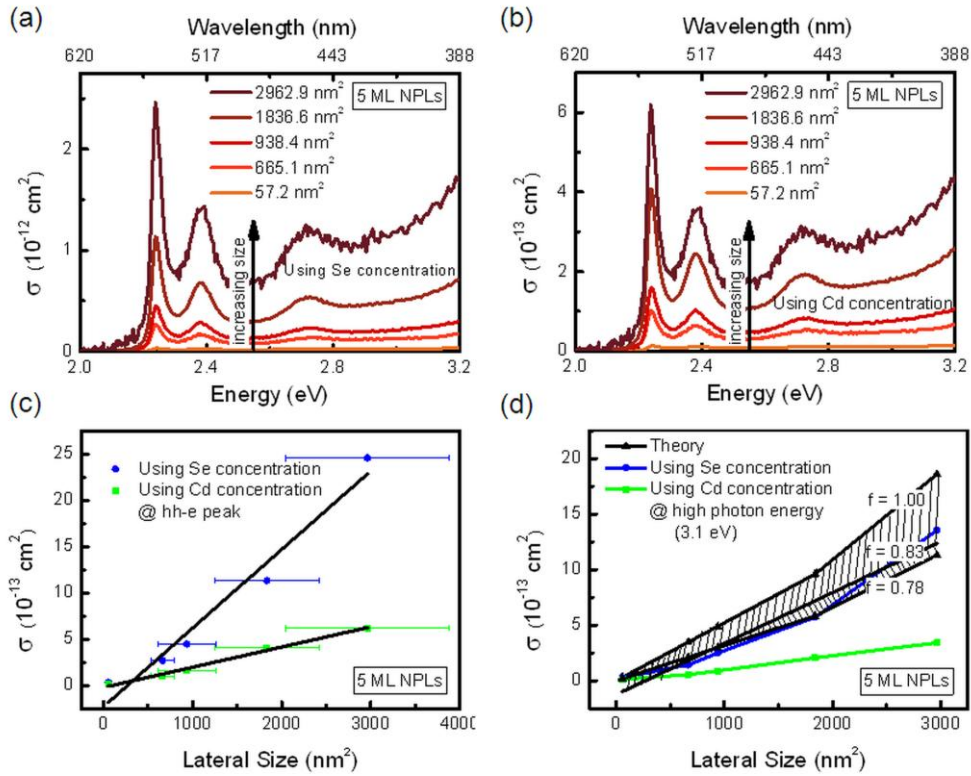 (a)
Wavelength (nm)
620 517 443 388
2962.9 nm²
5 ML NPLs
1836.6 nm²
938.4 nm²
665.1 nm²
57.2 nm²
Using Se concentration
increasing size
σ (10⁻¹² cm²)
2
1
0
2.0 2.4 2.8 3.2
Energy (eV)
(b)
Wavelength (nm)
620 517 443 388
2962.9 nm²
5 ML NPLs
1836.6 nm²
938.4 nm²
665.1 nm²
57.2 nm²
Using Cd concentration
increasing size
σ (10⁻¹³ cm²)
6
4
2
0
2.0 2.4 2.8 3.2
Energy (eV)
(c)
Using Se concentration
Using Cd concentration
@ hh-e peak
5 ML NPLs
σ (10⁻¹³ cm²)
25
20
15
10
5
0
0 1000 2000 3000 4000
Lateral Size (nm²)
(d)
Theory
Using Se concentration
Using Cd concentration
@ high photon energy
(3.1 eV)
f = 1.00
f = 0.83
f = 0.78
5 ML NPLs
σ (10⁻¹³ cm²)
20
15
10
5
0
0 1000 2000 3000
Lateral Size (nm²)